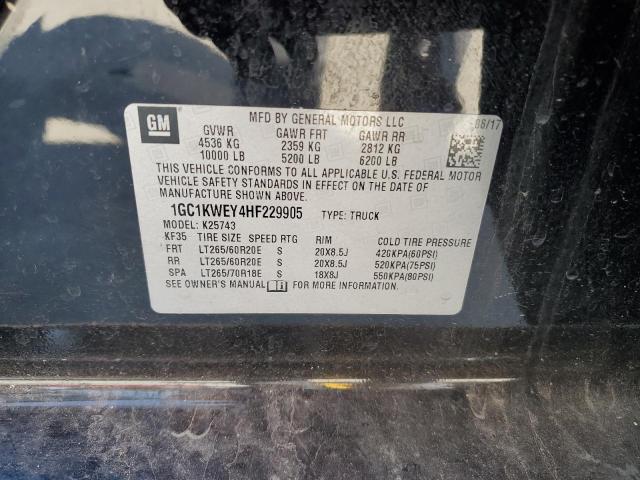 GM
MFD BY GENERAL MOTORS LLC
08/17
GVWR GAWR FRT GAWR RR
4536 KG 2359 KG 2812 KG
10000 LB 5200 LB 6200 LB
THIS VEHICLE CONFORMS TO ALL APPLICABLE U.S. FEDERAL MOTOR
VEHICLE SAFETY STANDARDS IN EFFECT ON THE DATE OF
MANUFACTURE SHOWN ABOVE.
1GC1KWEY4HF229905 TYPE: TRUCK
MODEL: K25743
KF35 TIRE SIZE SPEED RTG RIM COLD TIRE PRESSURE
FRT LT265/60R20E S 20X8.5J 420KPA(60PSI)
RR LT265/60R20E S 20X8.5J 520KPA(75PSI)
SPA LT265/70R18E S 18X8J 550KPA(80PSI)
SEE OWNER'S MANUAL FOR MORE INFORMATION.